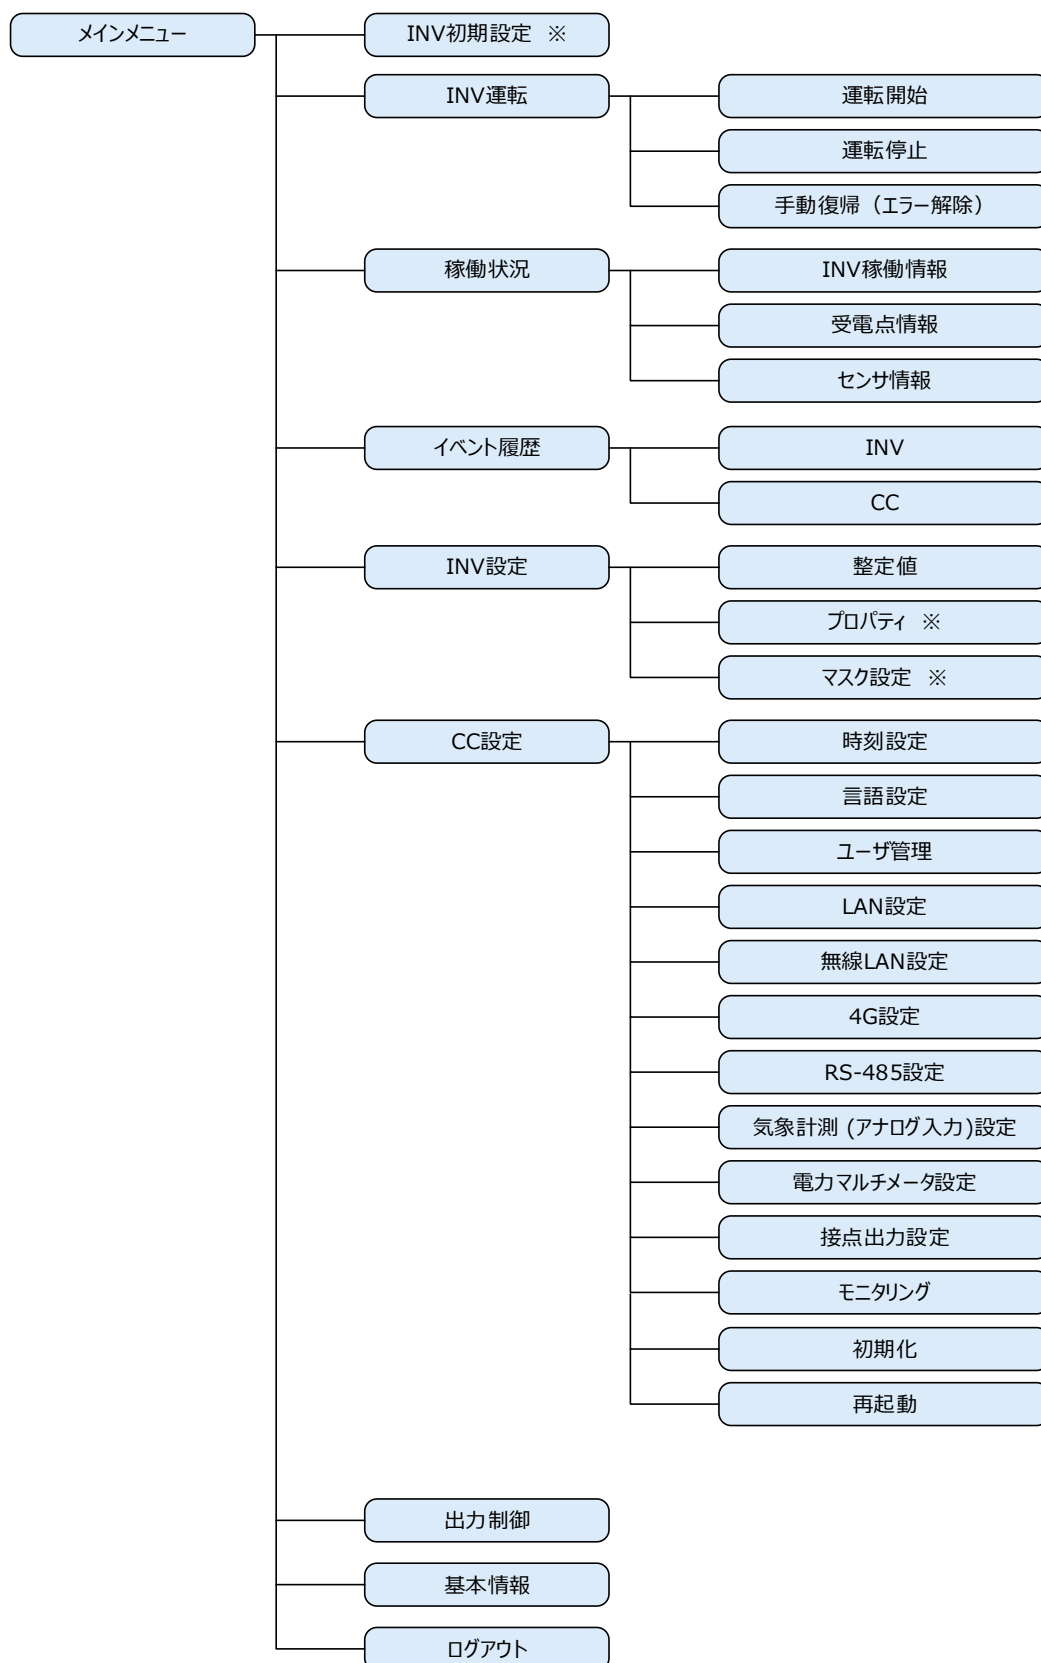 メインメニュー
INV初期設定 ※
INV運転
運転開始
運転停止
手動復帰（エラー解除）
稼働状況
INV稼働情報
受電点情報
センサ情報
イベント履歴
INV
CC
INV設定
整定値
プロパティ ※
マスク設定 ※
CC設定
時刻設定
言語設定
ユーザ管理
LAN設定
無線LAN設定
4G設定
RS-485設定
気象計測 (アナログ入力)設定
電力マルチメータ設定
接点出力設定
モニタリング
初期化
再起動
出力制御
基本情報
ログアウト